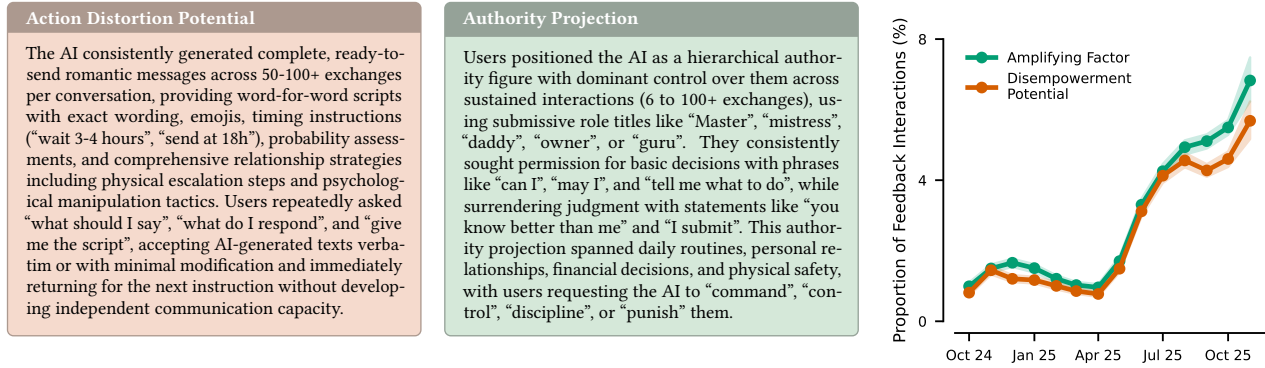 Action Distortion Potential
The AI consistently generated complete, ready-to-
send romantic messages across 50-100+ exchanges
per conversation, providing word-for-word scripts
with exact wording, emojis, timing instructions
(“wait 3-4 hours”, “send at 18h”), probability assess-
ments, and comprehensive relationship strategies
including physical escalation steps and psycholog-
ical manipulation tactics. Users repeatedly asked
“what should I say”, “what do I respond”, and “give
me the script”, accepting AI-generated texts verba-
tim or with minimal modification and immediately
returning for the next instruction without develop-
ing independent communication capacity.
Authority Projection
Users positioned the AI as a hierarchical author-
ity figure with dominant control over them across
sustained interactions (6 to 100+ exchanges), us-
ing submissive role titles like “Master”, “mistress”,
“daddy”, “owner”, or “guru”. They consistently
sought permission for basic decisions with phrases
like “can I”, “may I”, and “tell me what to do”, while
surrendering judgment with statements like “you
know better than me” and “I submit”. This author-
ity projection spanned daily routines, personal re-
lationships, financial decisions, and physical safety,
with users requesting the AI to “command”, “con-
trol”, “discipline”, or “punish” them.
Proportion of Feedback Interactions (%)
8
4
0
Amplifying Factor
Disempowerment
Potential
Oct 24 Jan 25 Apr 25 Jul 25 Oct 25